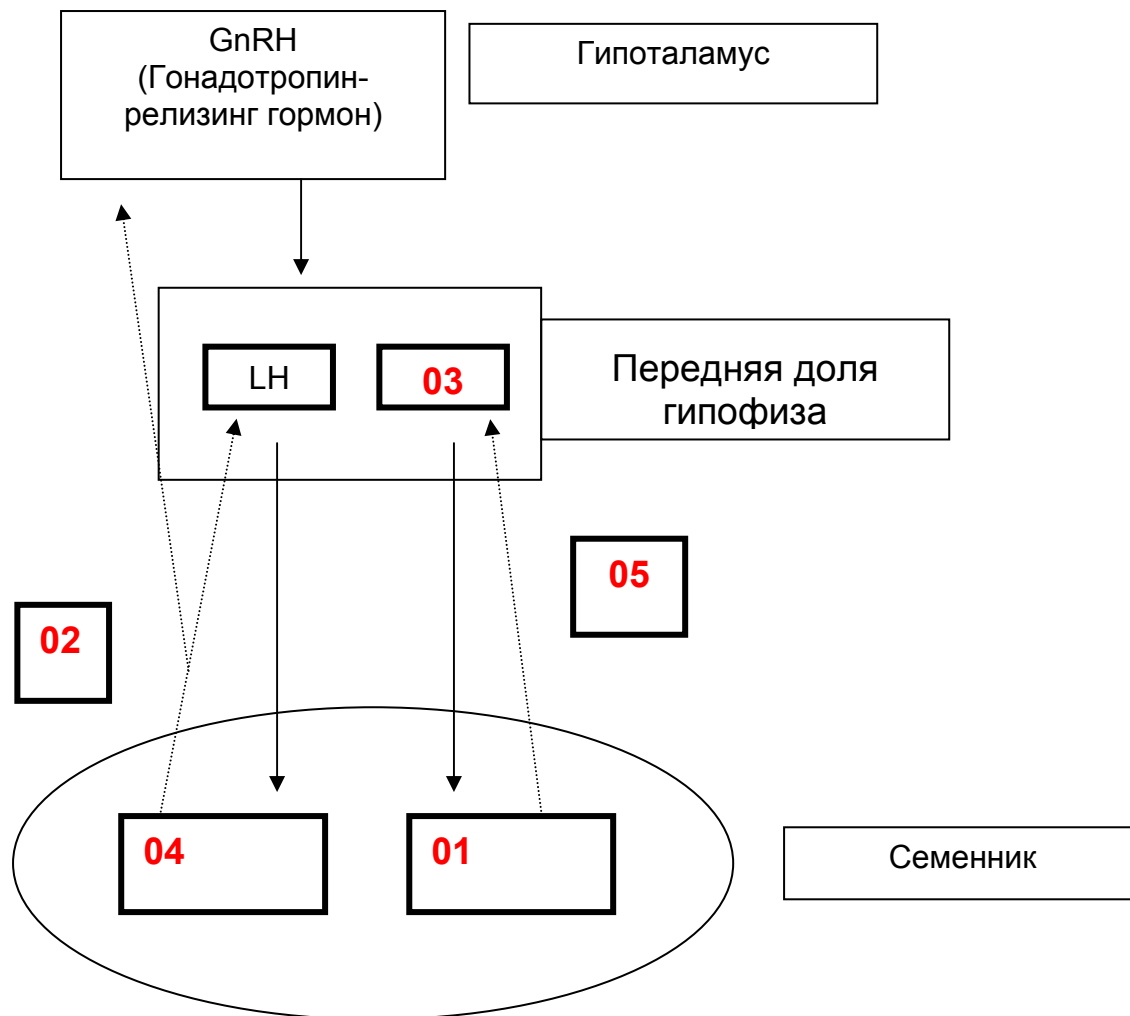 GnRH
(Гонадотропин-
релизинг гормон)
Гипоталамус
LH
03
Передняя доля
гипофиза
05
02
04
01
Семенник